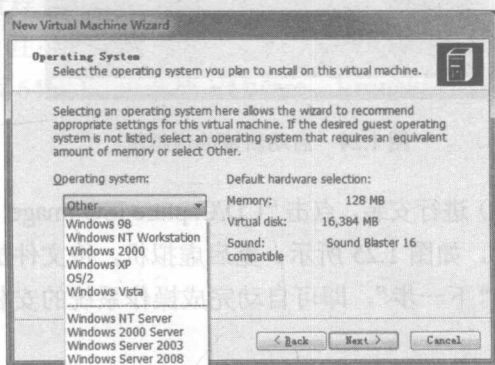 New Virtual Machine Wizard
Operating System
Select the operating system you plan to install on this virtual machine.
Selecting an operating system here allows the wizard to recommend
appropriate settings for this virtual machine. If the desired guest operating
system is not listed, select an operating system that requires an equivalent
amount of memory or select Other.
Operating system:
Other
Windows 98
Windows NT Workstation
Windows 2000
Windows XP
OS/2
Windows Vista
Windows NT Server
Windows 2000 Server
Windows Server 2003
Windows Server 2008
Default hardware selection:
Memory: 128 MB
Virtual disk: 16,384 MB
Sound: Sound Blaster 16
compatible
< Back Next > Cancel